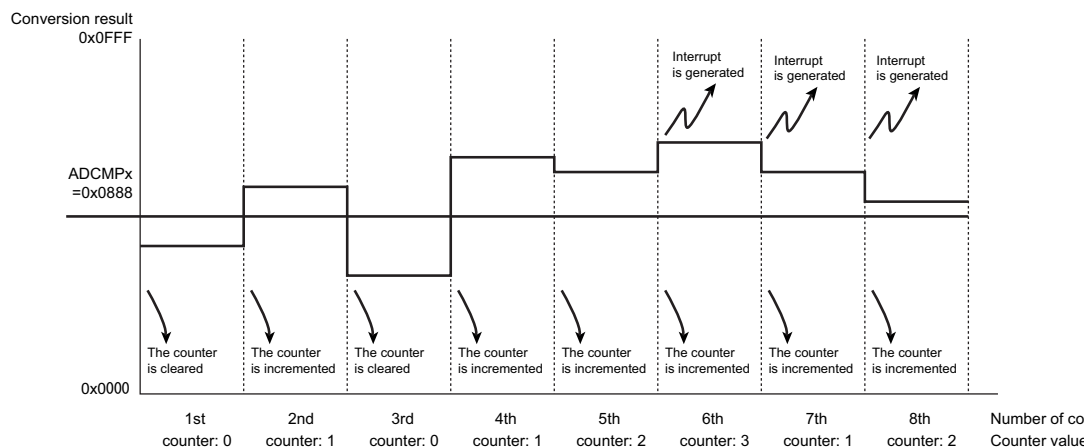 Conversion result
0x0FFF
Interrupt
is generated
Interrupt
is generated
Interrupt
is generated
ADCMPx
=0x0888
The counter
is cleared
The counter
is incremented
The counter
is cleared
The counter
is incremented
The counter
is incremented
The counter
is incremented
The counter
is incremented
The counter
is incremented
0x0000
1st 2nd 3rd 4th 5th 6th 7th 8th Number of
counter: 0 counter: 1 counter: 0 counter: 1 counter: 2 counter: 3 counter: 1 counter: 2 Counter value